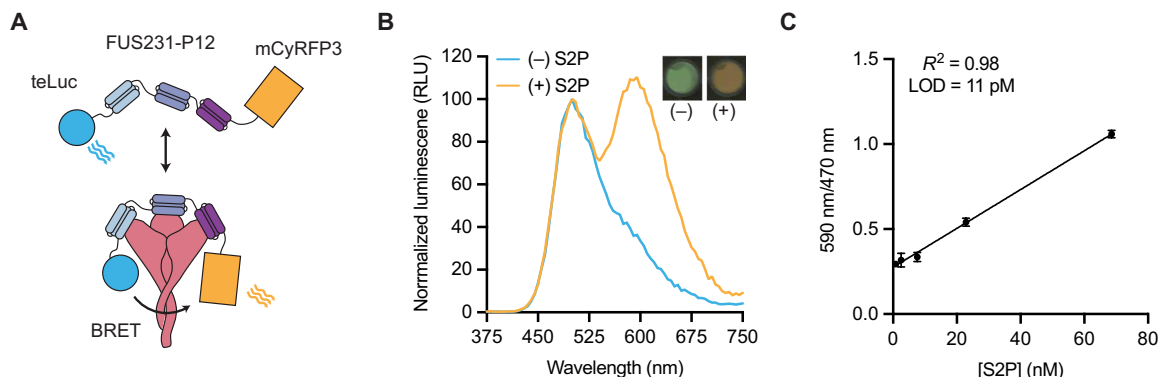 A
FUS231-P12
mCyRFP3
teLuc
BRET
B
Norrmalized luminescene (RLU)
120
100
80
60
40
20
0
375
450
525
600
675
750
Wavelength (nm)
(–) S2P
(+) S2P
(–)
(+)
C
590 nm/470 nm
1.5
1.0
0.5
0.0
0
20
40
60
80
[S2P] (nM)
R² = 0.98
LOD = 11 pM